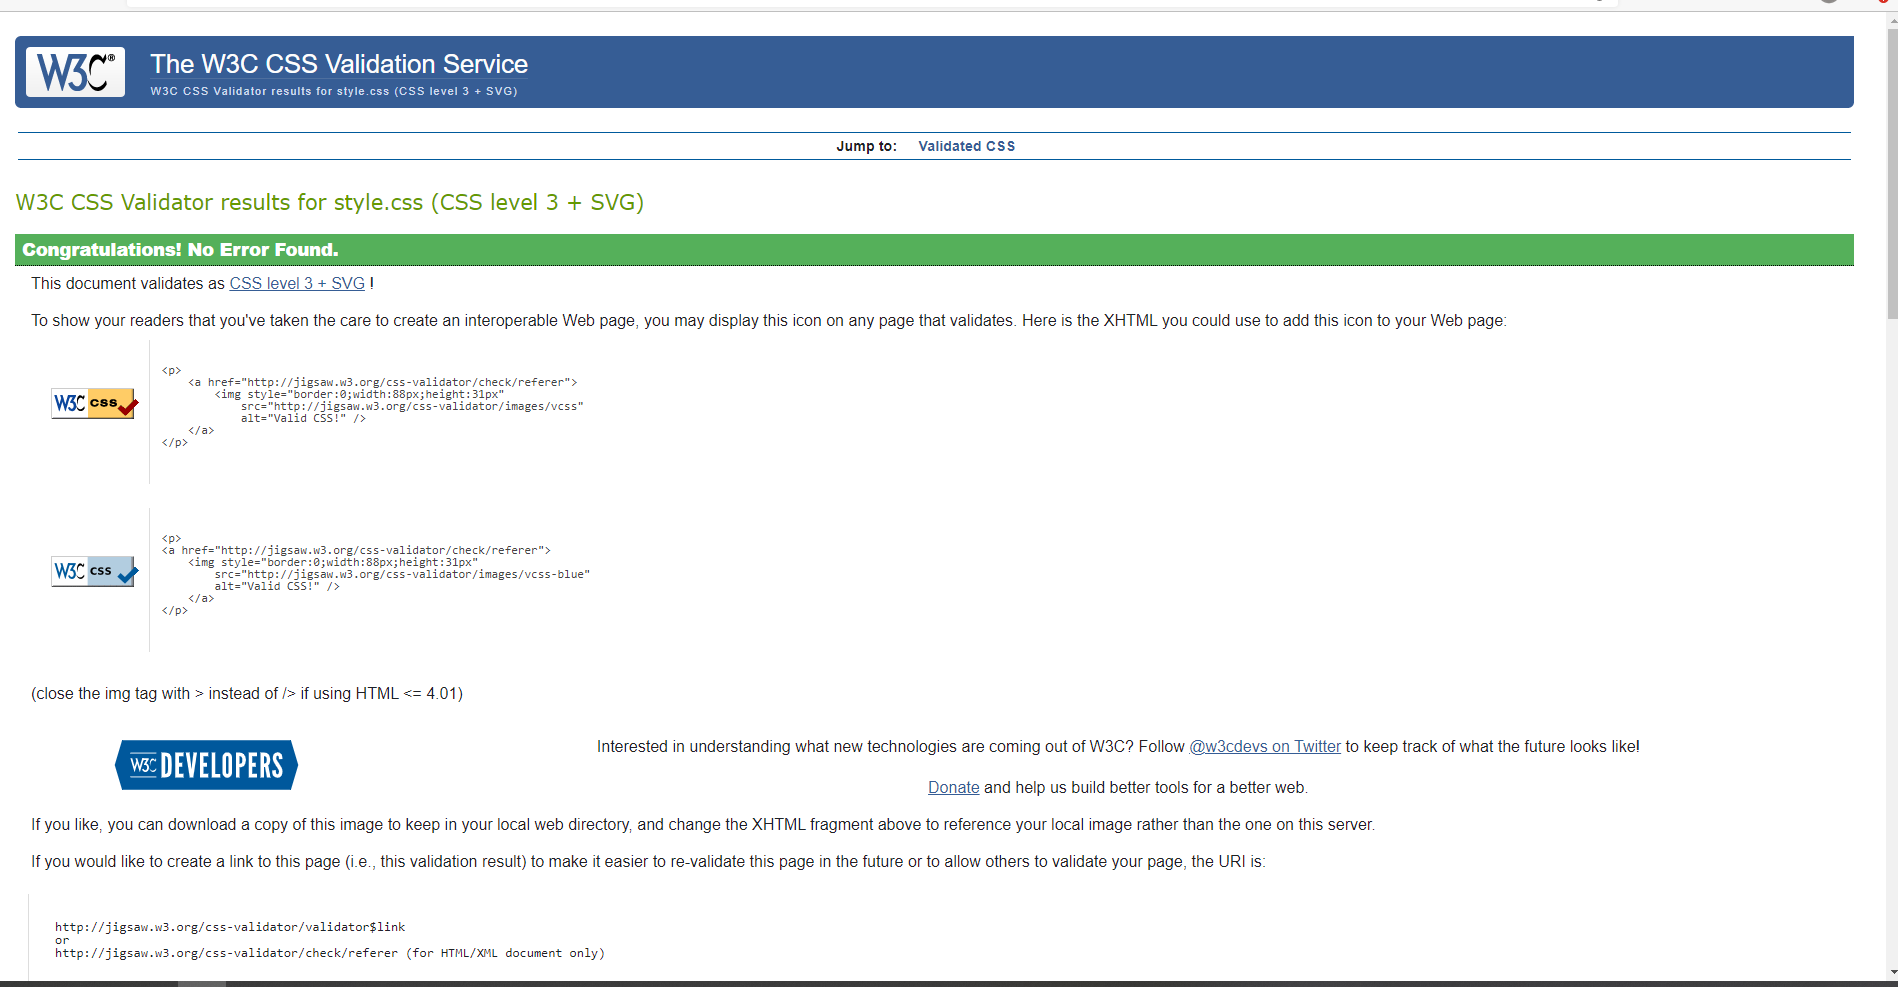 W3C®
The W3C CSS Validation Service
W3C CSS Validator results for style.css (CSS level 3 + SVG)
Jump to: Validated CSS
W3C CSS Validator results for style.css (CSS level 3 + SVG)
Congratulations! No Error Found.
This document validates as CSS level 3 + SVG !
To show your readers that you've taken the care to create an interoperable Web page, you may display this icon on any page that validates. Here is the XHTML you could use to add this icon to your Web page:
W3C css
<p>
    <a href="http://jigsaw.w3.org/css-validator/check/referer">
        <img style="border:0;width:88px;height:31px"
            src="http://jigsaw.w3.org/css-validator/images/vcss"
            alt="Valid CSS!" />
    </a>
</p>
W3C css
<p>
<a href="http://jigsaw.w3.org/css-validator/check/referer">
    <img style="border:0;width:88px;height:31px"
        src="http://jigsaw.w3.org/css-validator/images/vcss-blue"
        alt="Valid CSS!" />
    </a>
</p>
(close the img tag with > instead of /> if using HTML <= 4.01)
W3C DEVELOPERS
Interested in understanding what new technologies are coming out of W3C? Follow @w3cdevs on Twitter to keep track of what the future looks like!
Donate and help us build better tools for a better web.
If you like, you can download a copy of this image to keep in your local web directory, and change the XHTML fragment above to reference your local image rather than the one on this server.
If you would like to create a link to this page (i.e., this validation result) to make it easier to re-validate this page in the future or to allow others to validate your page, the URI is:
http://jigsaw.w3.org/css-validator/validator$link
or
http://jigsaw.w3.org/css-validator/check/referer (for HTML/XML document only)